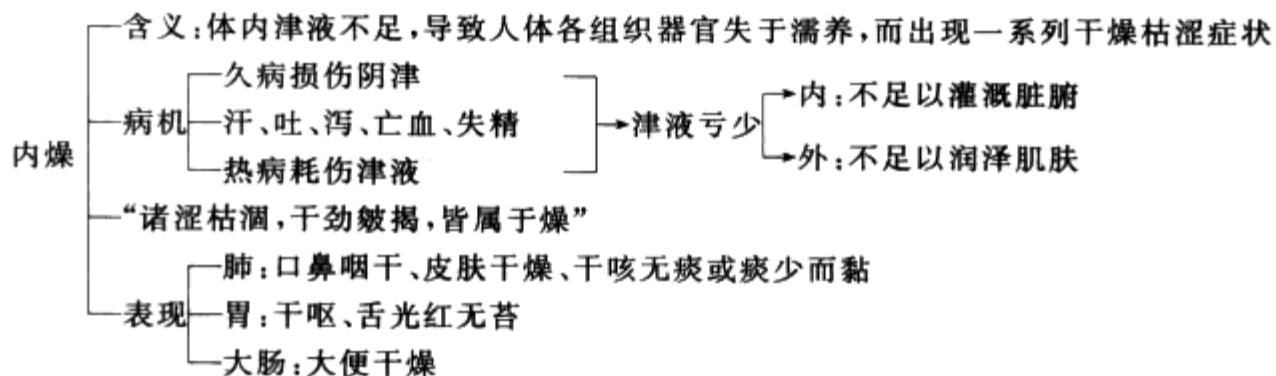 含义：体内津液不足，导致人体各组织器官失于濡养，而出现一系列干燥枯涩症状
久病损伤阴津
内：不足以灌溉脏腑
病机
汗、吐、泻、亡血、失精
津液亏少
内燥
外：不足以润泽肌肤
热病耗伤津液
“诸涩枯涸，干劲皴揭，皆属于燥”
肺：口鼻咽干、皮肤干燥、干咳无痰或痰少而黏
表现
胃：干呕、舌光红无苔
大肠：大便干燥